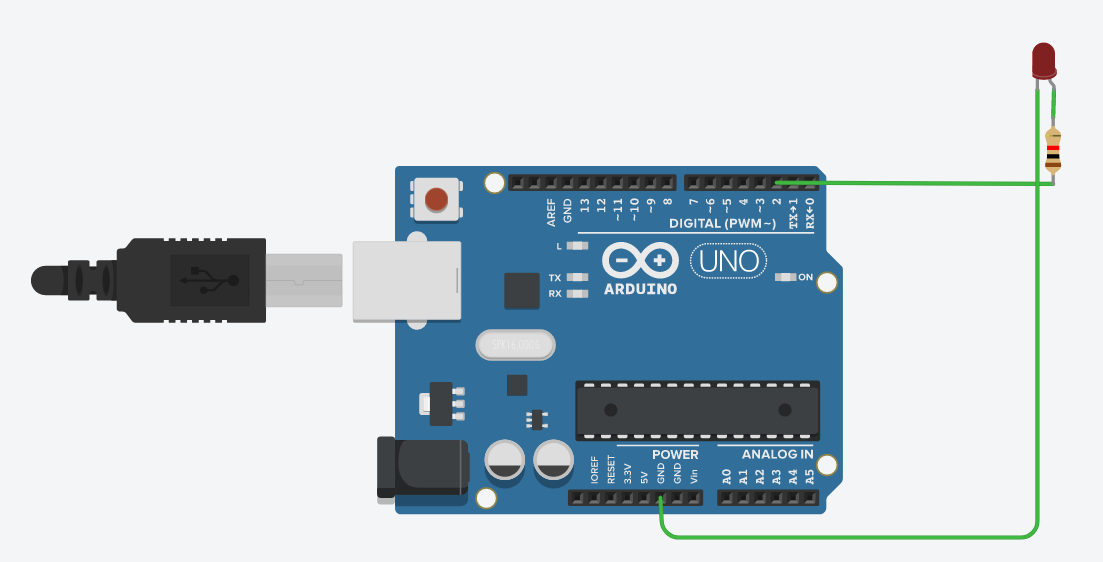 AREF
GND
13
12
~11
~10
~9
8
7
~6
~5
4
~3
2
TX→1
RX←0
DIGITAL (PWM ~)
L
TX
RX
ARDUINO
UNO
ON
POWER
ANALOG IN
IOREF
RESET
3.3V
5V
GND
GND
Vin
A0
A1
A2
A3
A4
A5